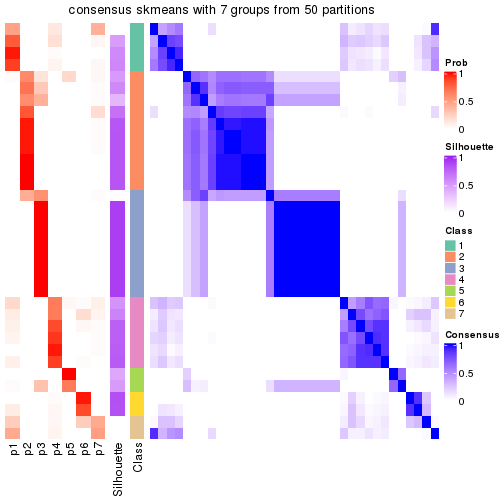 consensus skmeans with 7 groups from 50 partitions
Prob
1
0.5
0
Silhouette
1
0.5
0
Class
1
2
3
4
5
6
7
Consensus
1
0.5
0
p1
p2
p3
p4
p5
p6
p7
Silhouette
Class